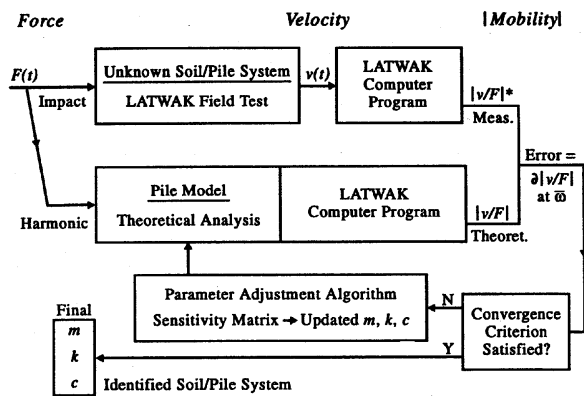 Force
Velocity
|Mobility|
F(t)
Impact
Unknown Soil/Pile System
LATWAK Field Test
v(t)
LATWAK
Computer
Program
|v/F|*
Meas.
Error =
∂|v/F|
at ω̅
Harmonic
Pile Model
Theoretical Analysis
LATWAK
Computer Program
|v/F|
Theoret.
Parameter Adjustment Algorithm
Sensitivity Matrix → Updated m, k, c
N
Convergence
Criterion
Satisfied?
Y
Final
m
k
c
Identified Soil/Pile System